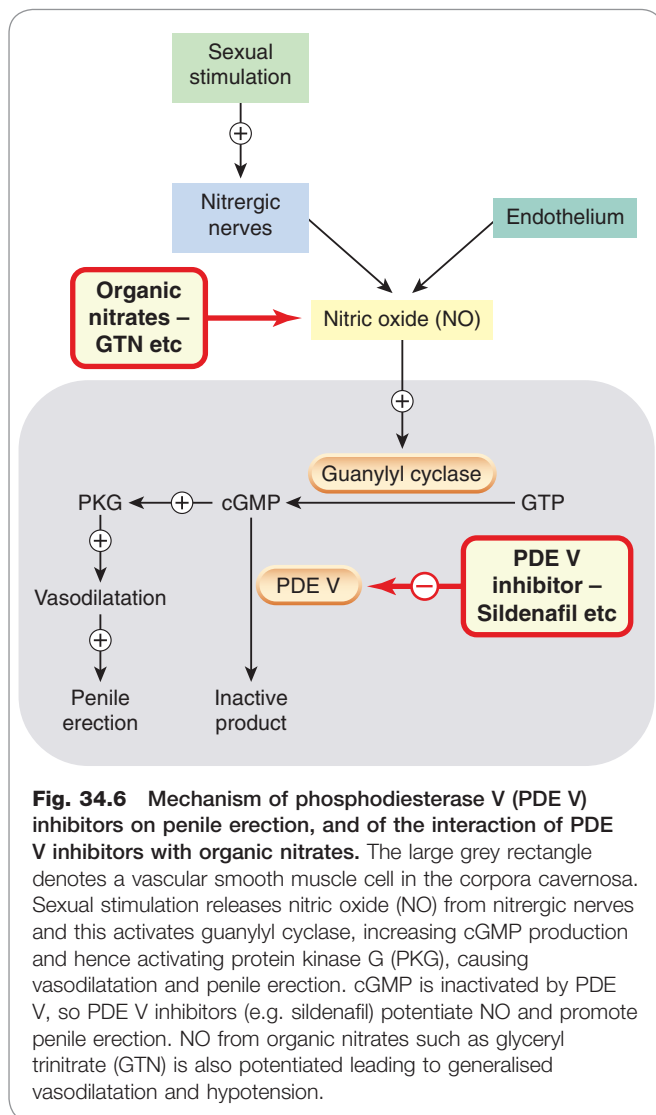 Sexual
stimulation
+
Nitrergic
nerves
Endothelium
Organic
nitrates –
GTN etc
Nitric oxide (NO)
+
Guanylyl cyclase
PKG
+
cGMP
GTP
+
PDE V
–
PDE V
inhibitor –
Sildenafil etc
Vasodilatation
+
Penile
erection
Inactive
product
Fig. 34.6 Mechanism of phosphodiesterase V (PDE V)
inhibitors on penile erection, and of the interaction of PDE
V inhibitors with organic nitrates. The large grey rectangle
denotes a vascular smooth muscle cell in the corpora cavernosa.
Sexual stimulation releases nitric oxide (NO) from nitrergic nerves
and this activates guanylyl cyclase, increasing cGMP production
and hence activating protein kinase G (PKG), causing
vasodilatation and penile erection. cGMP is inactivated by PDE
V, so PDE V inhibitors (e.g. sildenafil) potentiate NO and promote
penile erection. NO from organic nitrates such as glyceryl
trinitrate (GTN) is also potentiated leading to generalised
vasodilatation and hypotension.